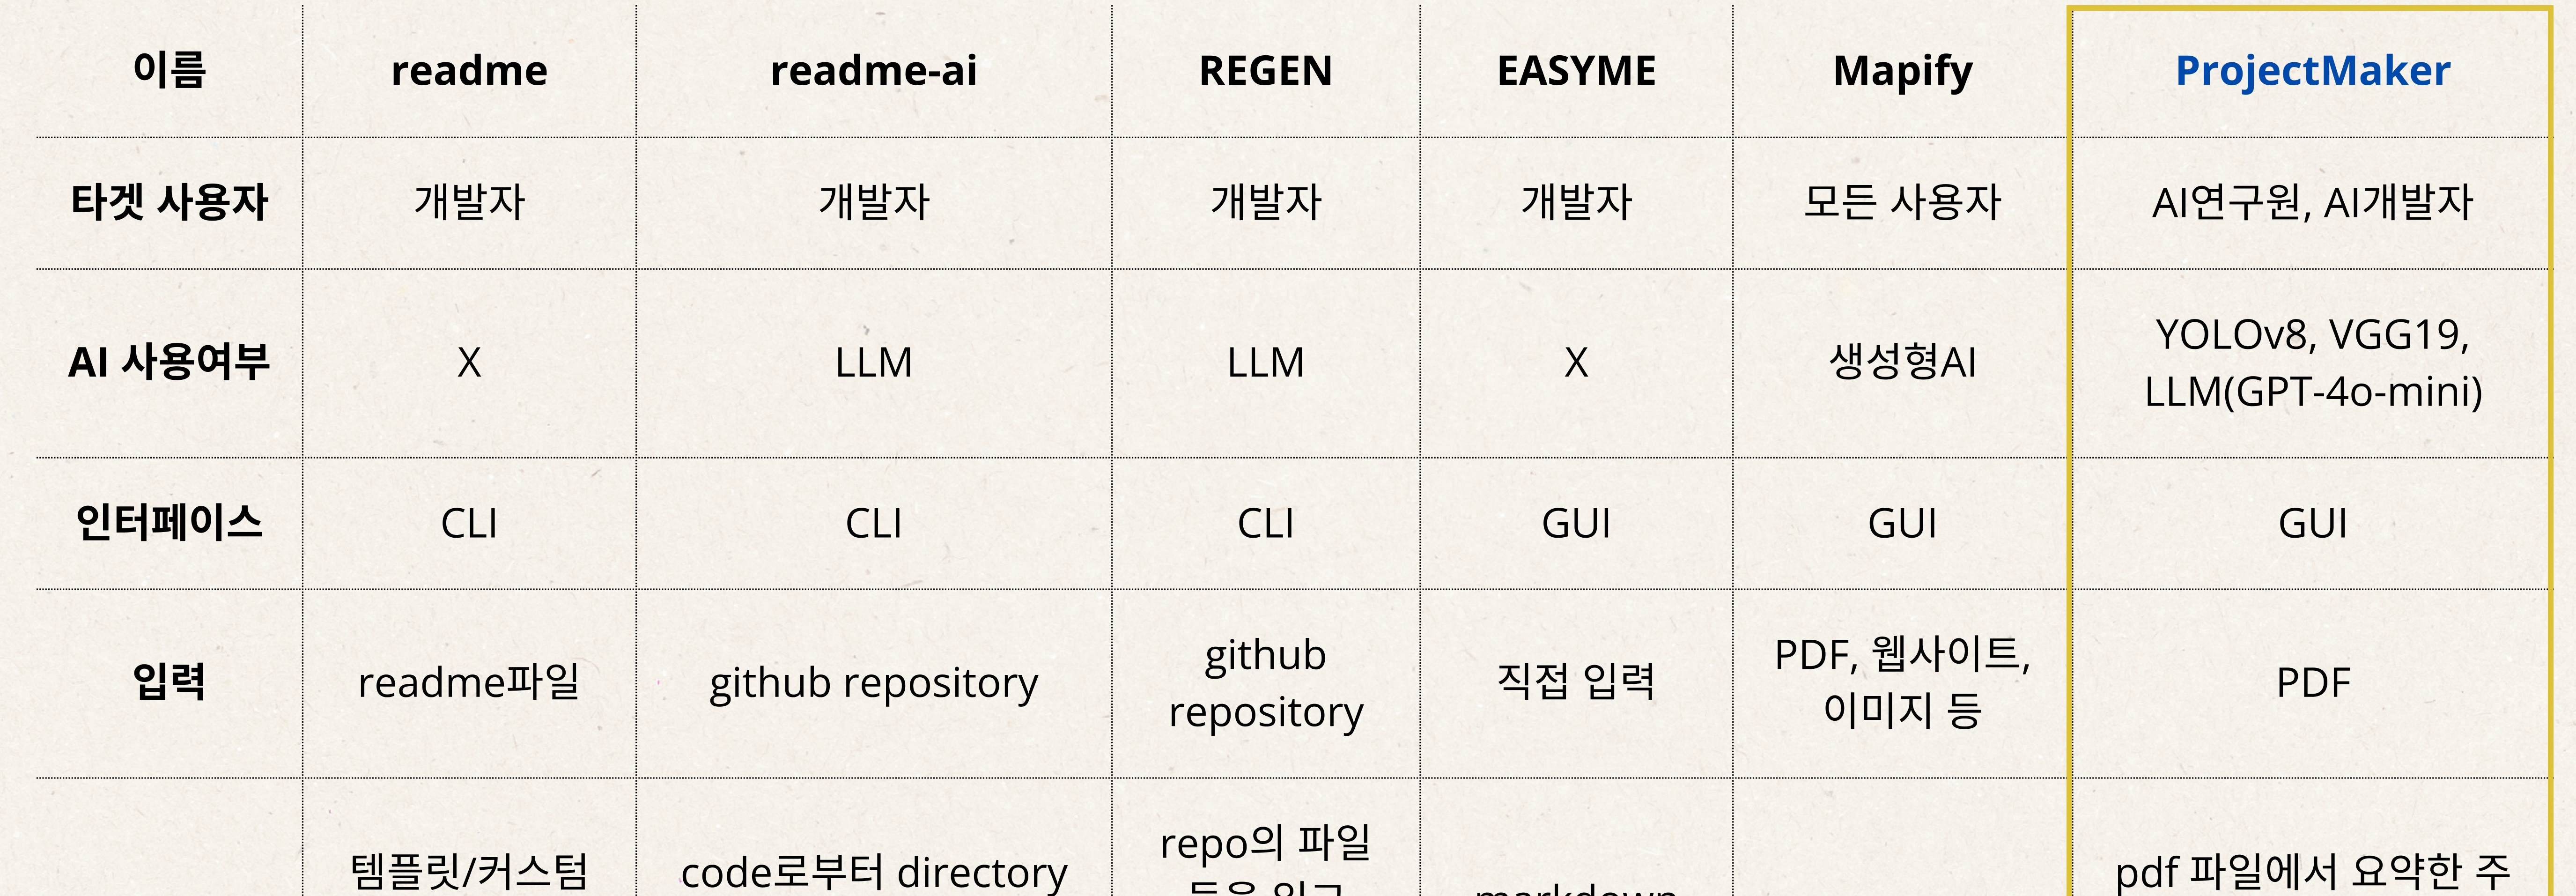 이름 readme readme-ai REGEN EASYME Mapify ProjectMaker
타겟 사용자 개발자 개발자 개발자 개발자 모든 사용자 AI연구원, AI개발자
AI 사용여부 X LLM LLM X 생성형AI YOLOv8, VGG19,
LLM(GPT-4o-mini)
인터페이스 CLI CLI CLI GUI GUI GUI
입력 readme파일 github repository github
repository 직접 입력 PDF, 웹사이트,
이미지 등 PDF
템플릿/커스텀 code로부터 directory repo의 파일
markdown pdf 파일에서 요약한 주